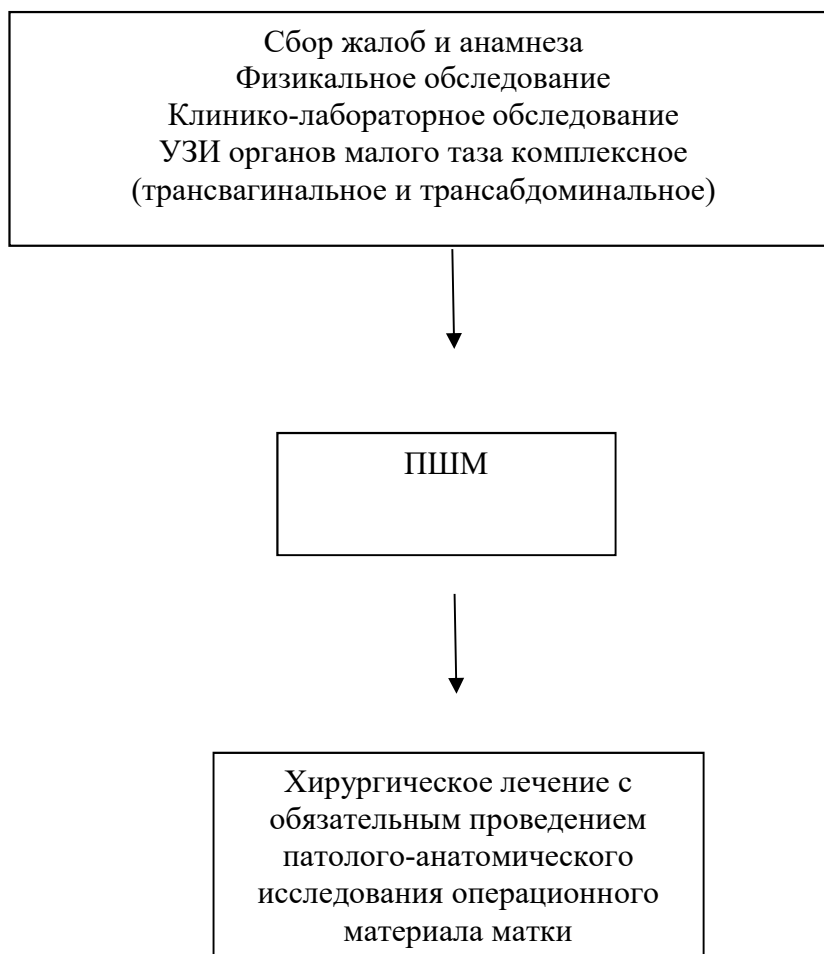 Сбор жалоб и анамнеза
Физикальное обследование
Клинико-лабораторное обследование
УЗИ органов малого таза комплексное
(трансвагинальное и трансабдоминальное)
ПШМ
Хирургическое лечение с
обязательным проведением
патолого-анатомического
исследования операционного
материала матки